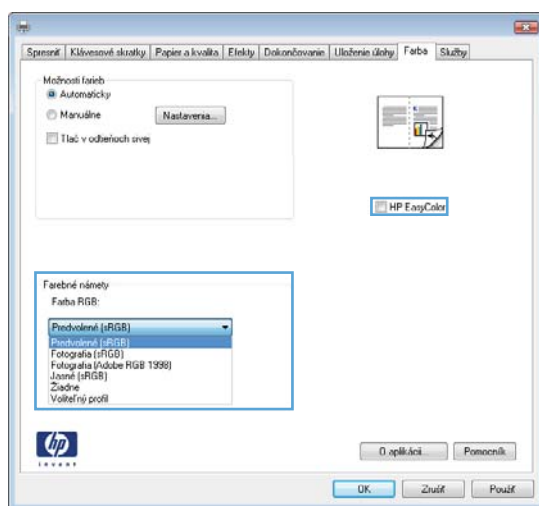 Spresniť Klávesové skratky Papier a kvalita Efekty Dokončovanie Uloženie úlohy Farba Služby
Možnosti farieb
Automaticky
Manuálne Nastavenia...
Tlač v odtieňoch sivej
HP EasyColor
Farebné námety
Farba RGB:
Predvolené (sRGB)
Predvolené (sRGB)
Fotografia (sRGB)
Fotografia (Adobe RGB 1998)
Jasné (sRGB)
Žiadne
Voliteľný profil
hp
invent
O aplikácii... Pomocník
OK Zrušiť Použiť